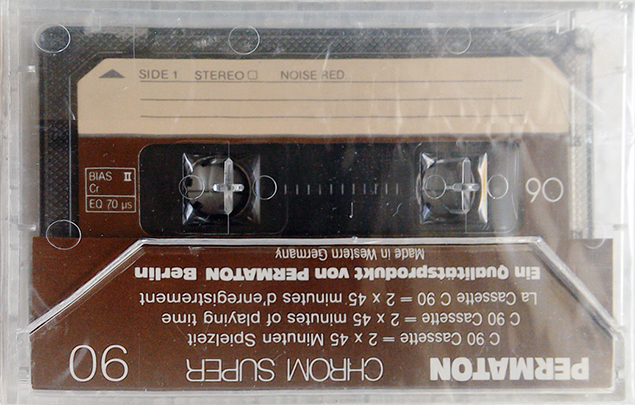 SIDE 1 STEREO NOISE RED
BIAS II
Cr
EQ 70 µs
90
PERMATON CHROM SUPER 90
C 90 Cassette = 2 x 45 Minuten Spielzeit
C 90 Cassette = 2 x 45 minutes of playing time
La Cassette C 90 = 2 x 45 minutes d'enregistrement
Ein Qualitätsprodukt von PERMATON Berlin
Made in Western Germany